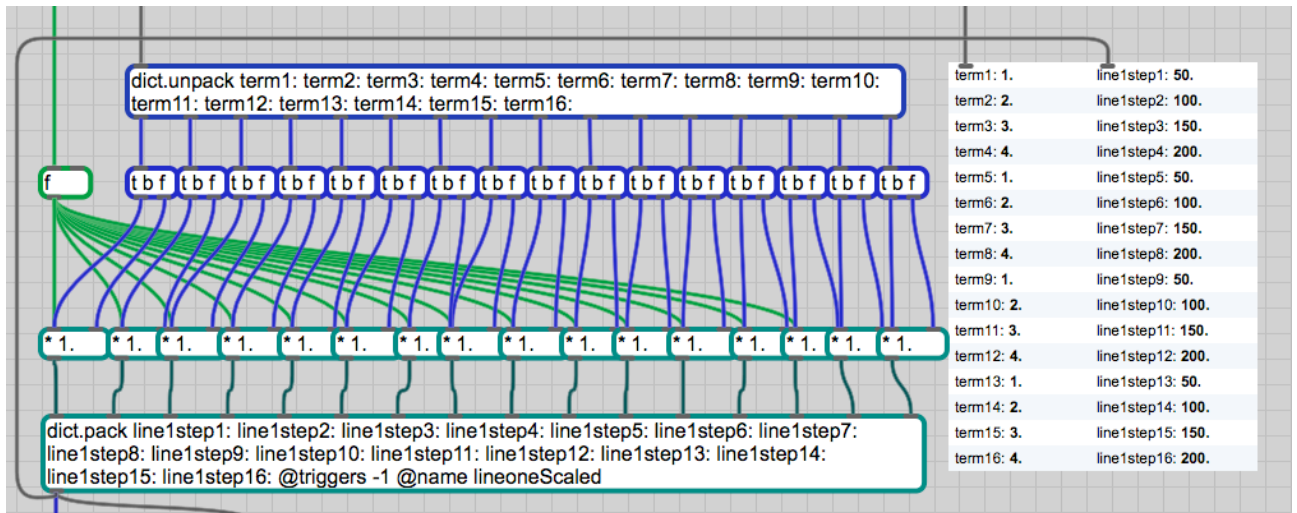 dict.unpack term1: term2: term3: term4: term5: term6: term7: term8: term9: term10:
term11: term12: term13: term14: term15: term16:
f
t b f t b f t b f t b f t b f t b f t b f t b f t b f t b f t b f t b f t b f t b f t b f t b f
* 1. * 1. * 1. * 1. * 1. * 1. * 1. * 1. * 1. * 1. * 1. * 1. * 1. * 1. * 1. * 1.
dict.pack line1step1: line1step2: line1step3: line1step4: line1step5: line1step6: line1step7:
line1step8: line1step9: line1step10: line1step11: line1step12: line1step13: line1step14:
line1step15: line1step16: @triggers -1 @name lineoneScaled
term1: 1. line1step1: 50.
term2: 2. line1step2: 100.
term3: 3. line1step3: 150.
term4: 4. line1step4: 200.
term5: 1. line1step5: 50.
term6: 2. line1step6: 100.
term7: 3. line1step7: 150.
term8: 4. line1step8: 200.
term9: 1. line1step9: 50.
term10: 2. line1step10: 100.
term11: 3. line1step11: 150.
term12: 4. line1step12: 200.
term13: 1. line1step13: 50.
term14: 2. line1step14: 100.
term15: 3. line1step15: 150.
term16: 4. line1step16: 200.